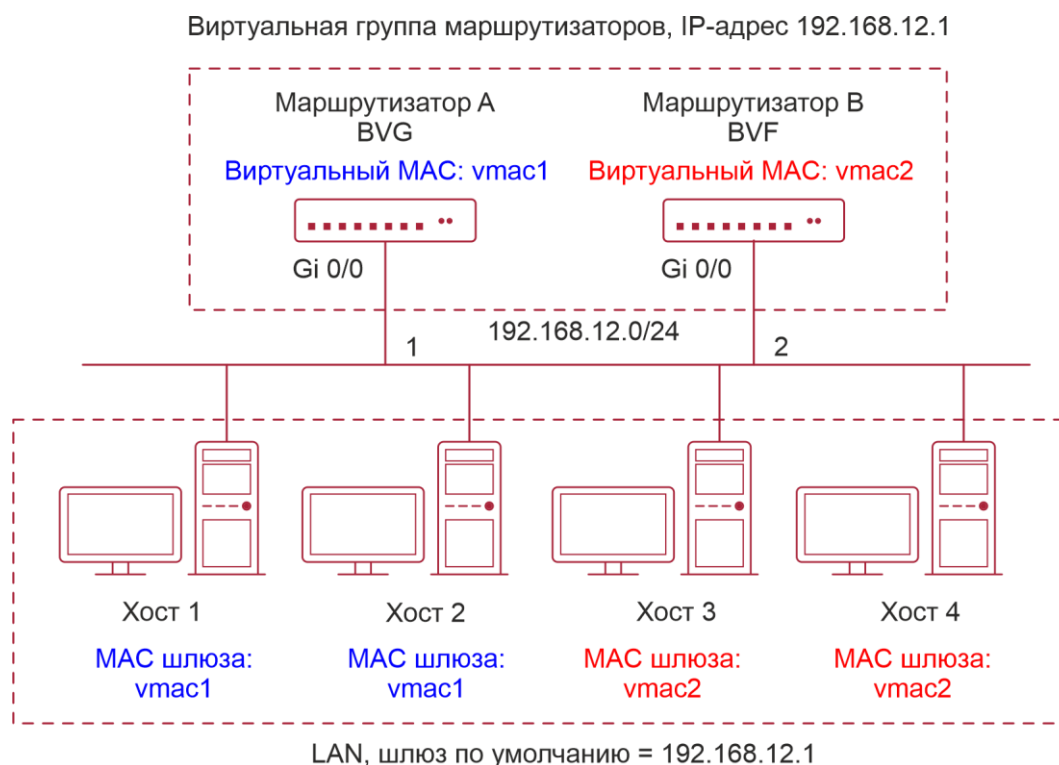 Виртуальная группа маршрутизаторов, IP-адрес 192.168.12.1
Маршрутизатор A
BVG
Виртуальный MAC: vmac1
Gi 0/0
Маршрутизатор B
BVF
Виртуальный MAC: vmac2
Gi 0/0
192.168.12.0/24
1
2
Хост 1
MAC шлюза:
vmac1
Хост 2
MAC шлюза:
vmac1
Хост 3
MAC шлюза:
vmac2
Хост 4
MAC шлюза:
vmac2
LAN, шлюз по умолчанию = 192.168.12.1